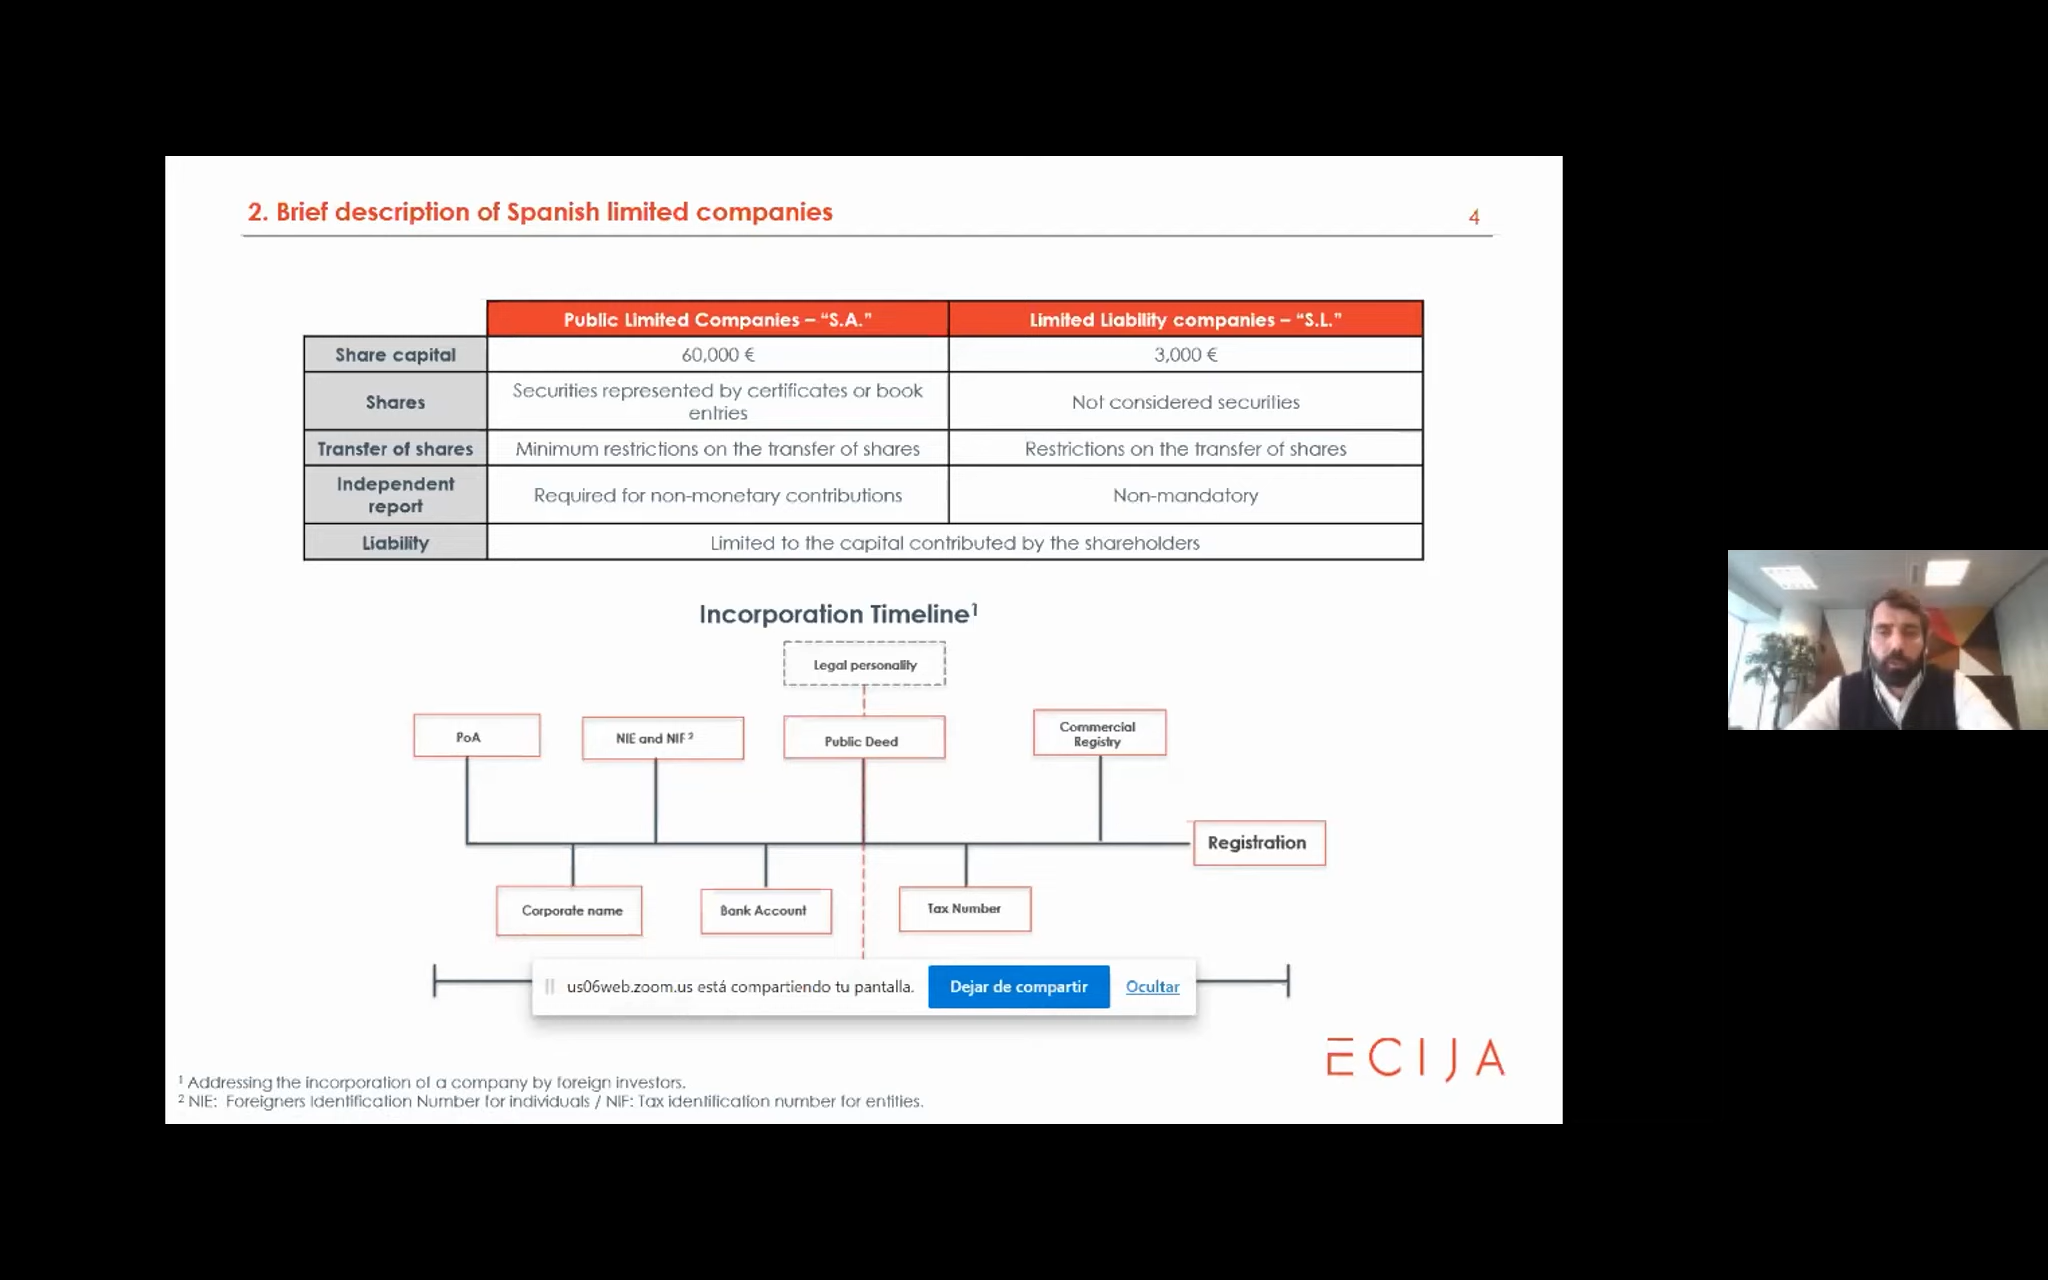 2. Brief description of Spanish limited companies
4
Public Limited Companies – “S.A.”
Limited Liability companies – “S.L.”
Share capital
60,000 €
3,000 €
Shares
Securities represented by certificates or book
entries
Not considered securities
Transfer of shares
Minimum restrictions on the transfer of shares
Restrictions on the transfer of shares
Independent
report
Required for non-monetary contributions
Non-mandatory
Liability
Limited to the capital contributed by the shareholders
Incorporation Timeline¹
Legal personality
PoA
NIE and NIF ²
Public Deed
Commercial
Registry
Registration
Corporate name
Bank Account
Tax Number
us06web.zoom.us está compartiendo tu pantalla.
Dejar de compartir
Ocultar
ECIJA
¹ Addressing the incorporation of a company by foreign investors.
² NIE: Foreigners Identification Number for individuals / NIF: Tax identification number for entities.